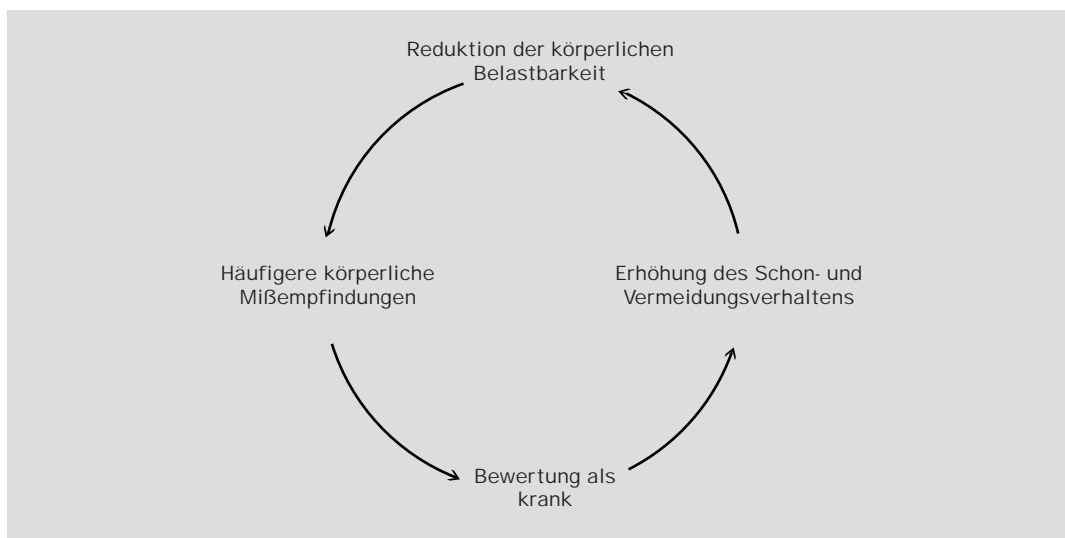 Reduktion der körperlichen
Belastbarkeit
Häufigere körperliche
Mißempfindungen
Erhöhung des Schon- und
Vermeidungsverhaltens
Bewertung als
krank